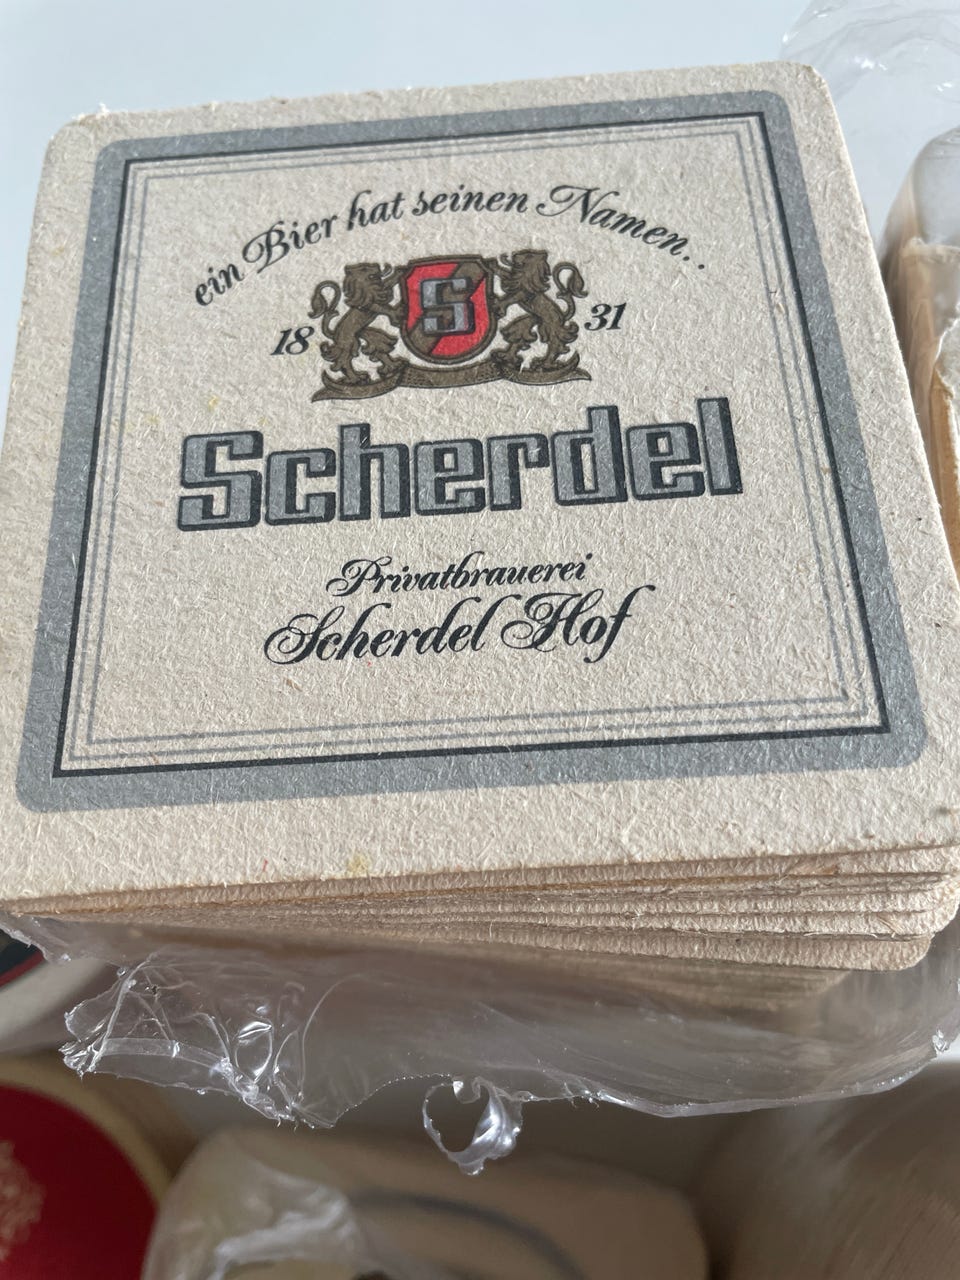 ein Bier hat seinen Namen..
S
18 31
Scherdel
Privatbrauerei
Scherdel Hof